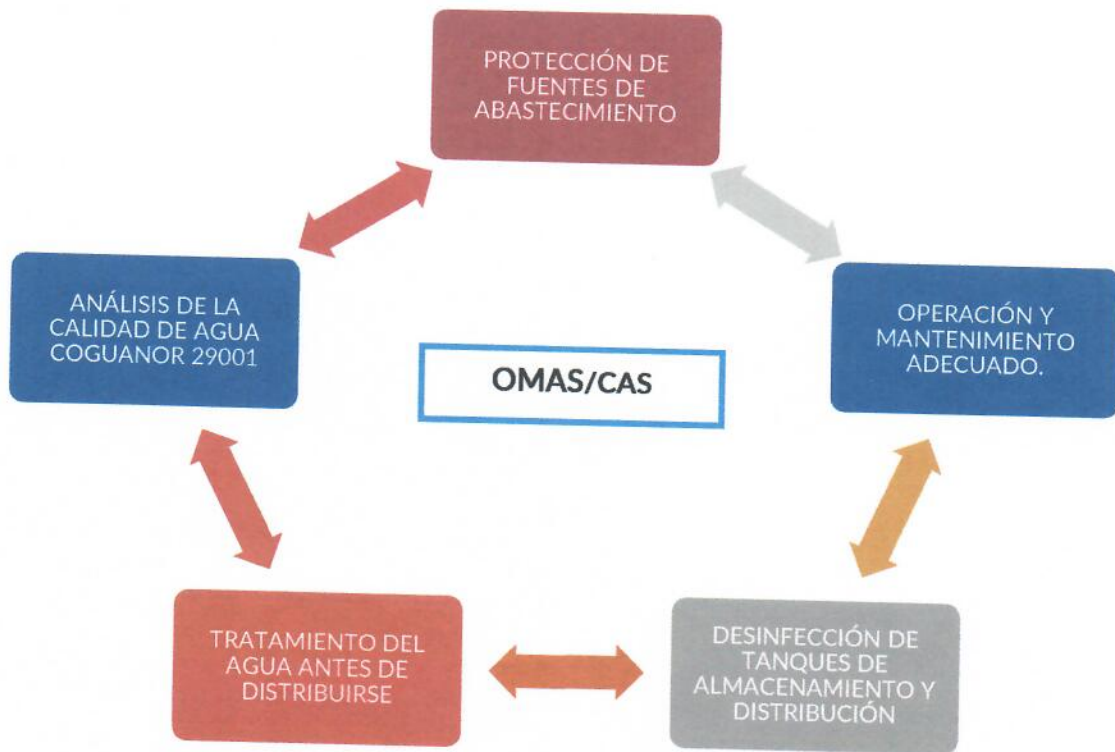 PROTECCIÓN DE
FUENTES DE
ABASTECIMIENTO
ANÁLISIS DE LA
CALIDAD DE AGUA
COGUANOR 29001
OPERACIÓN Y
MANTENIMIENTO
ADECUADO.
OMAS/CAS
TRATAMIENTO DEL
AGUA ANTES DE
DISTRIBUIRSE
DESINFECCIÓN DE
TANQUES DE
ALMACENAMIENTO Y
DISTRIBUCIÓN